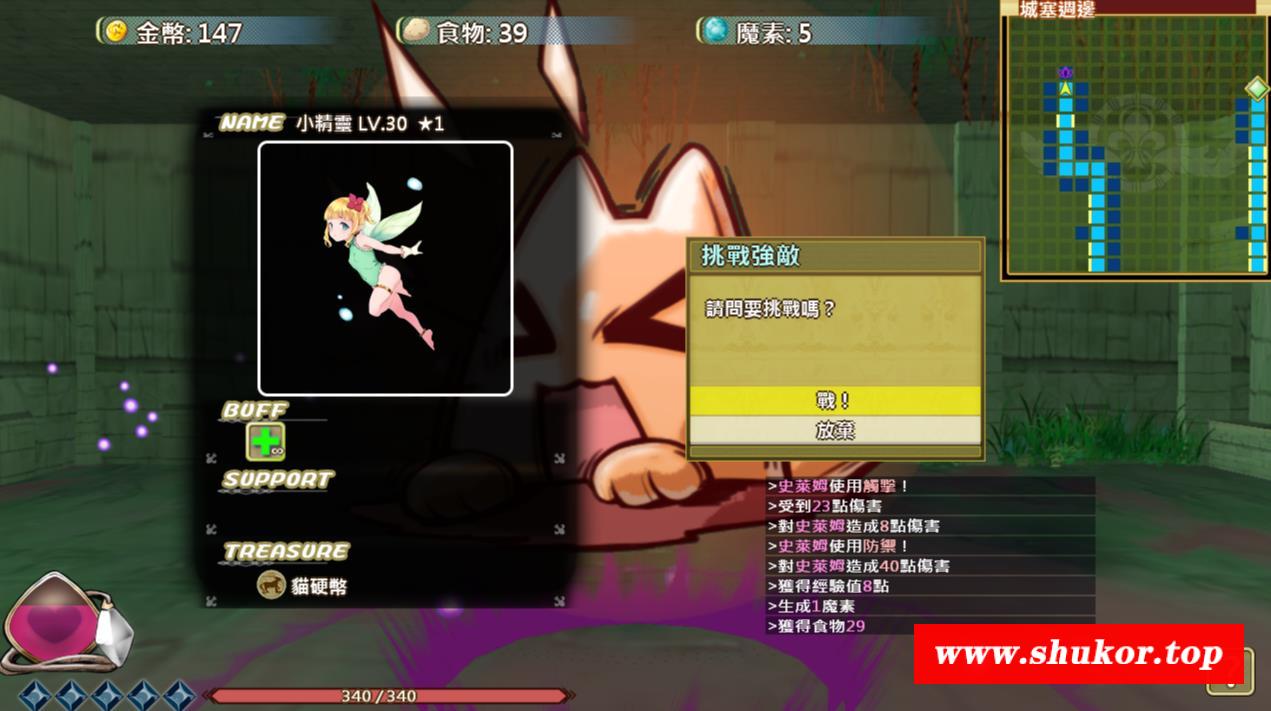 金幣: 147
食物: 39
魔素: 5
城塞週邊
NAME 小精靈 LV.30 ★1
挑戰強敵
請問要挑戰嗎？
戰！
放棄
BUFF
∞
SUPPORT
TREASURE
貓硬幣
>史萊姆使用觸擊！
>受到23點傷害
>對史萊姆造成8點傷害
>史萊姆使用防禦！
>對史萊姆造成40點傷害
>獲得經驗值8點
>生成1魔素
>獲得食物29
www.shukor.top
340/340